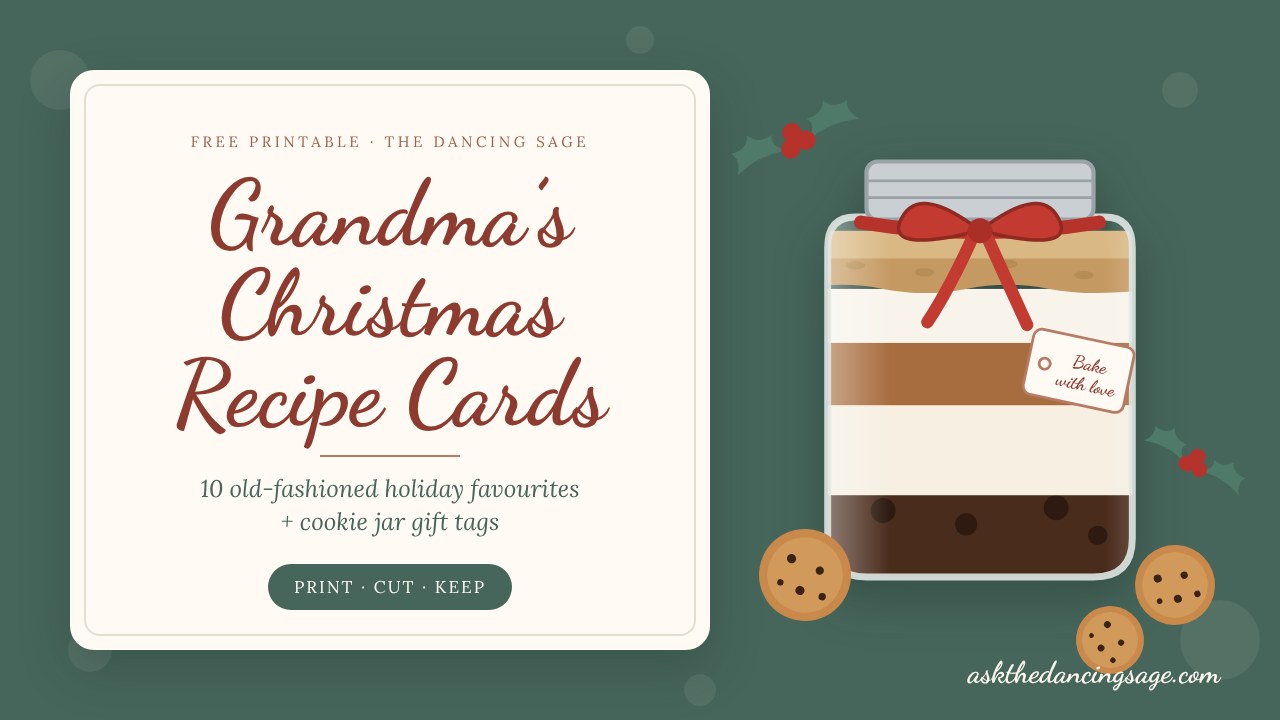 FREE PRINTABLE · THE DANCING SAGE
Grandma's
Christmas
Recipe Cards
10 old-fashioned holiday favourites
+ cookie jar gift tags
PRINT · CUT · KEEP
Bake
with love
askthedancingsage.com